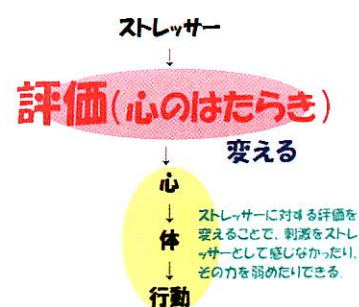 ストレッサー
↓
評価(心のはたらき)
↓
変える
心
↓
体
↓
行動
ストレッサーに対する評価を
変えることで、刺激をストレ
ッサーとして感じなかったり、
その力を弱めたりできる。